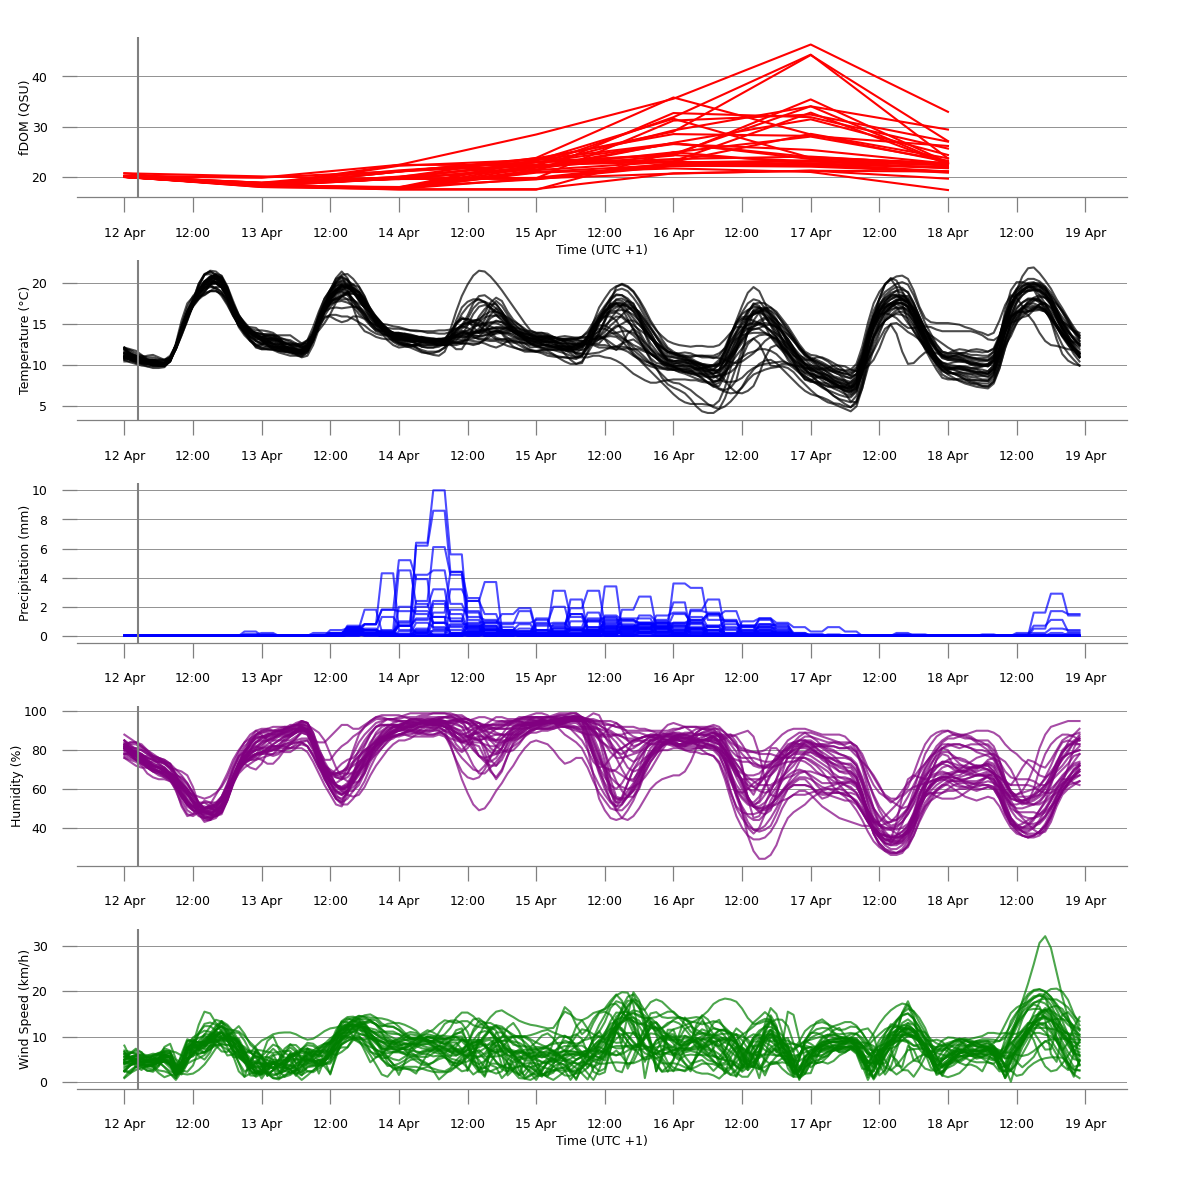 40
30
20
fDOM (QSU)
12 Apr 12:00 13 Apr 12:00 14 Apr 12:00 15 Apr 12:00 16 Apr 12:00 17 Apr 12:00 18 Apr 12:00 19 Apr
Time (UTC +1)
20
15
10
5
Temperature (°C)
12 Apr 12:00 13 Apr 12:00 14 Apr 12:00 15 Apr 12:00 16 Apr 12:00 17 Apr 12:00 18 Apr 12:00 19 Apr
10
8
6
4
2
0
Precipitation (mm)
12 Apr 12:00 13 Apr 12:00 14 Apr 12:00 15 Apr 12:00 16 Apr 12:00 17 Apr 12:00 18 Apr 12:00 19 Apr
100
80
60
40
Humidity (%)
12 Apr 12:00 13 Apr 12:00 14 Apr 12:00 15 Apr 12:00 16 Apr 12:00 17 Apr 12:00 18 Apr 12:00 19 Apr
30
20
10
0
Wind Speed (km/h)
12 Apr 12:00 13 Apr 12:00 14 Apr 12:00 15 Apr 12:00 16 Apr 12:00 17 Apr 12:00 18 Apr 12:00 19 Apr
Time (UTC +1)